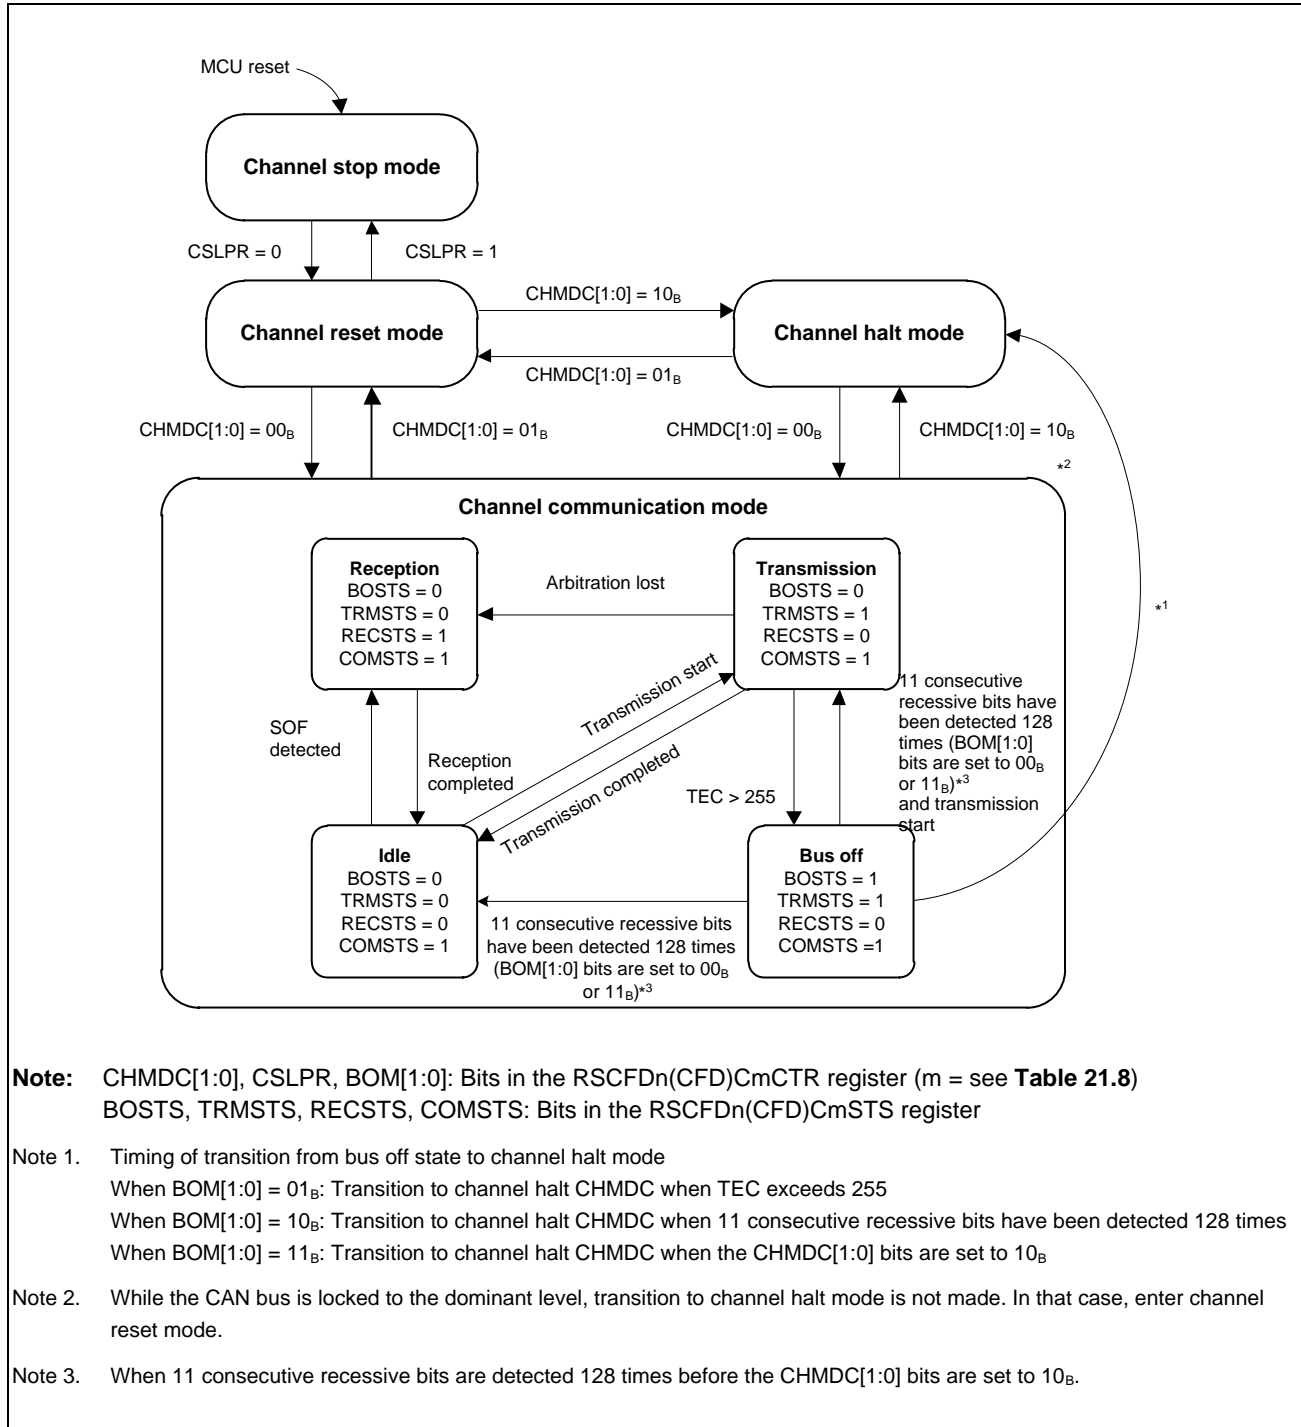 MCU reset
Channel stop mode
CSLPR = 0
CSLPR = 1
Channel reset mode
CHMDC[1:0] = 10B
CHMDC[1:0] = 01B
Channel halt mode
CHMDC[1:0] = 00B
CHMDC[1:0] = 01B
CHMDC[1:0] = 00B
CHMDC[1:0] = 10B
*2
Channel communication mode
Reception
BOSTS = 0
TRMSTS = 0
RECSTS = 1
COMSTS = 1
Arbitration lost
Transmission
BOSTS = 0
TRMSTS = 1
RECSTS = 0
COMSTS = 1
*1
SOF
detected
Reception
completed
Transmission start
Transmission completed
TEC > 255
11 consecutive
recessive bits have
been detected 128
times (BOM[1:0]
bits are set to 00B
or 11B)*3
and transmission
start
Idle
BOSTS = 0
TRMSTS = 0
RECSTS = 0
COMSTS = 1
11 consecutive recessive bits
have been detected 128 times
(BOM[1:0] bits are set to 00B
or 11B)*3
Bus off
BOSTS = 1
TRMSTS = 1
RECSTS = 0
COMSTS =1
Note: CHMDC[1:0], CSLPR, BOM[1:0]: Bits in the RSCFDn(CFD)CmCTR register (m = see Table 21.8)
BOSTS, TRMSTS, RECSTS, COMSTS: Bits in the RSCFDn(CFD)CmSTS register
Note 1. Timing of transition from bus off state to channel halt mode
When BOM[1:0] = 01B: Transition to channel halt CHMDC when TEC exceeds 255
When BOM[1:0] = 10B: Transition to channel halt CHMDC when 11 consecutive recessive bits have been detected 128 times
When BOM[1:0] = 11B: Transition to channel halt CHMDC when the CHMDC[1:0] bits are set to 10B
Note 2. While the CAN bus is locked to the dominant level, transition to channel halt mode is not made. In that case, enter channel
reset mode.
Note 3. When 11 consecutive recessive bits are detected 128 times before the CHMDC[1:0] bits are set to 10B.